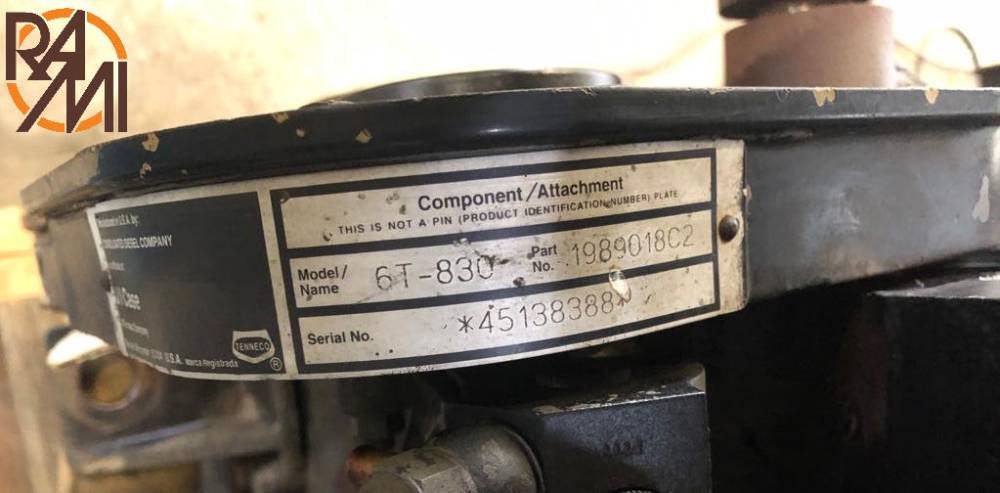 RAMI
Component/Attachment
THIS IS NOT A PIN (PRODUCT IDENTIFICATION NUMBER) PLATE
Model/
Name
6T-830
Part
No.
1989018C2
Serial No.
*45138388*
U.S.A. by:
DIESEL COMPANY
Case
U.S.A. Marca Registrada
TENNECO
®